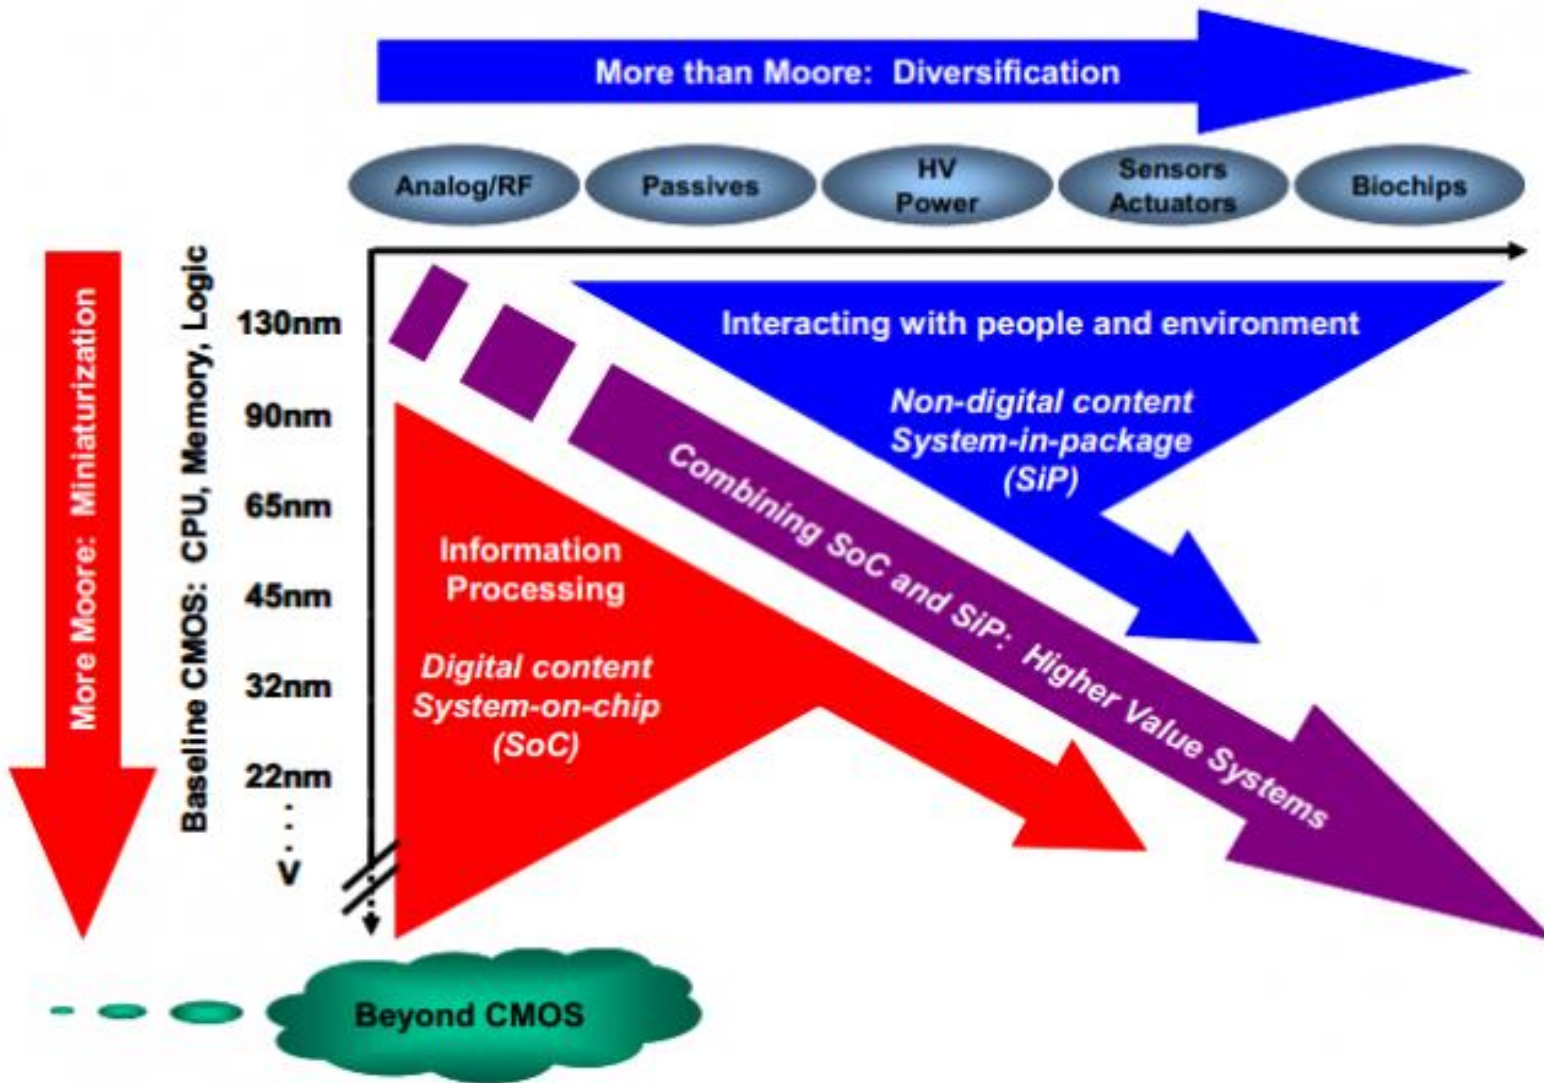 More than Moore:  Diversification
Analog/RF
Passives
HV
Power
Sensors
Actuators
Biochips
More Moore:  Miniaturization
Baseline CMOS:  CPU, Memory, Logic
130nm
90nm
65nm
45nm
32nm
22nm
V
Interacting with people and environment
Non-digital content
System-in-package
(SiP)
Combining SoC and SiP:  Higher Value Systems
Information
Processing
Digital content
System-on-chip
(SoC)
Beyond CMOS